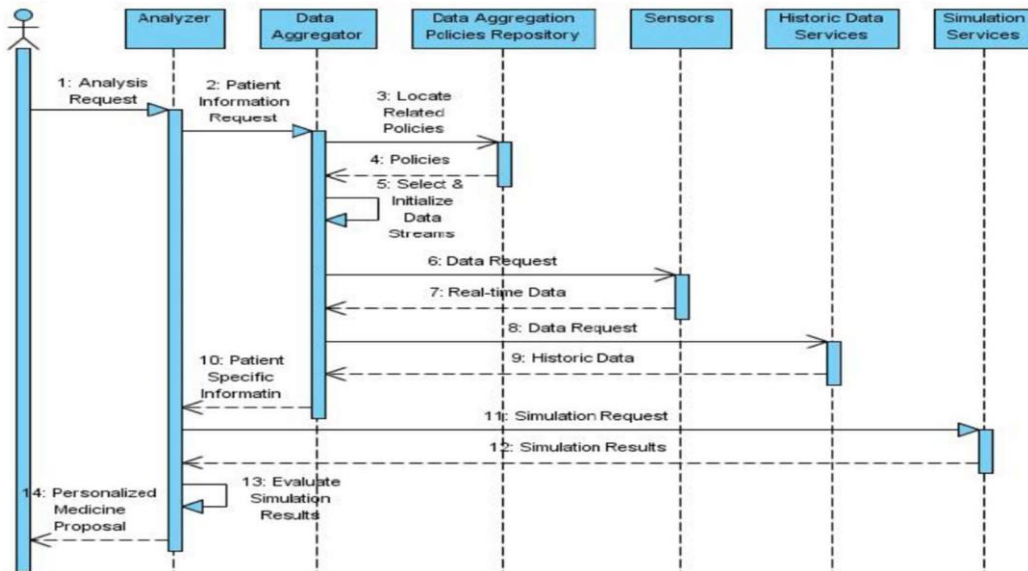 Analyzer
Data
Aggregator
Data Aggregation
Policies Repository
Sensors
Historic Data
Services
Simulation
Services
1: Analysis
Request
2: Patient
Information
Request
3: Locate
Related
Policies
4: Policies
5: Select &
Initialize
Data
Streams
6: Data Request
7: Real-time Data
8: Data Request
9: Historic Data
10: Patient
Specific
Informatin
11: Simulation Request
12: Simulation Results
13: Evaluate
Simulation
Results
14: Personalized
Medicine
Proposal